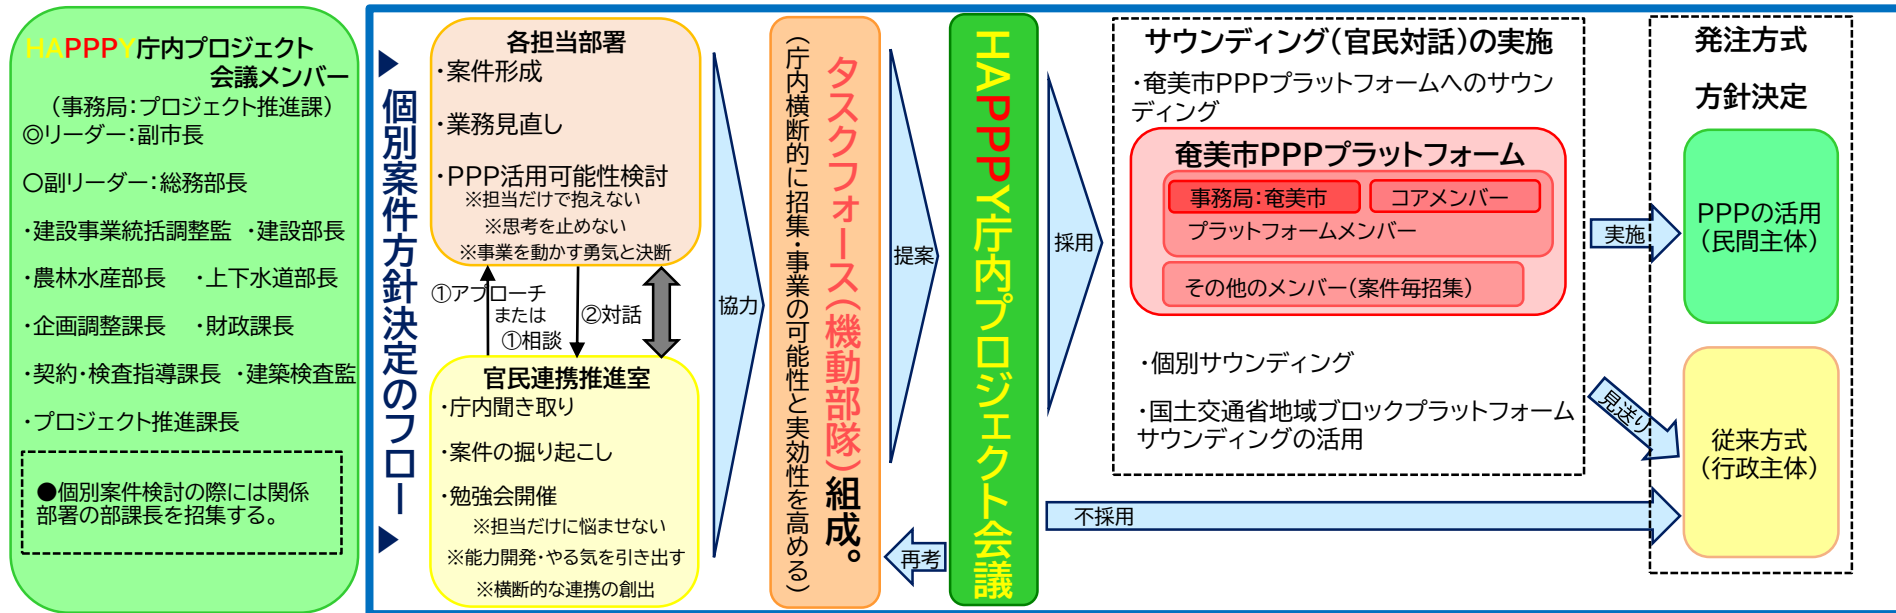 HAPPPY庁内プロジェクト
会議メンバー
（事務局：プロジェクト推進課）
◎リーダー：副市長
〇副リーダー：総務部長
・建設事業統括調整監 ・建設部長
・農林水産部長 ・上下水道部長
・企画調整課長 ・財政課長
・契約・検査指導課長 ・建築検査監
・プロジェクト推進課長
●個別案件検討の際には関係
部署の部課長を招集する。
▶個別案件方針決定のフロー▶
各担当部署
・案件形成
・業務見直し
・PPP活用可能性検討
※担当だけで抱えない
※思考を止めない
※事業を動かす勇気と決断
①アプローチ
または
①相談
②対話
官民連携推進室
・庁内聞き取り
・案件の掘り起こし
・勉強会開催
※担当だけに悩ませない
※能力開発・やる気を引き出す
※横断的な連携の創出
協力
タスクフォース（機動部隊）組成。
（庁内横断的に招集・事業の可能性と実効性を高める）
提案
再考
HAPPPY庁内プロジェクト会議
採用
不採用
サウンディング（官民対話）の実施
・奄美市PPPプラットフォームへのサウン
ディング
奄美市PPPプラットフォーム
事務局：奄美市
コアメンバー
プラットフォームメンバー
その他のメンバー（案件毎招集）
・個別サウンディング
・国土交通省地域ブロックプラットフォーム
サウンディングの活用
実施
見送り
発注方式
方針決定
PPPの活用
（民間主体）
従来方式
（行政主体）